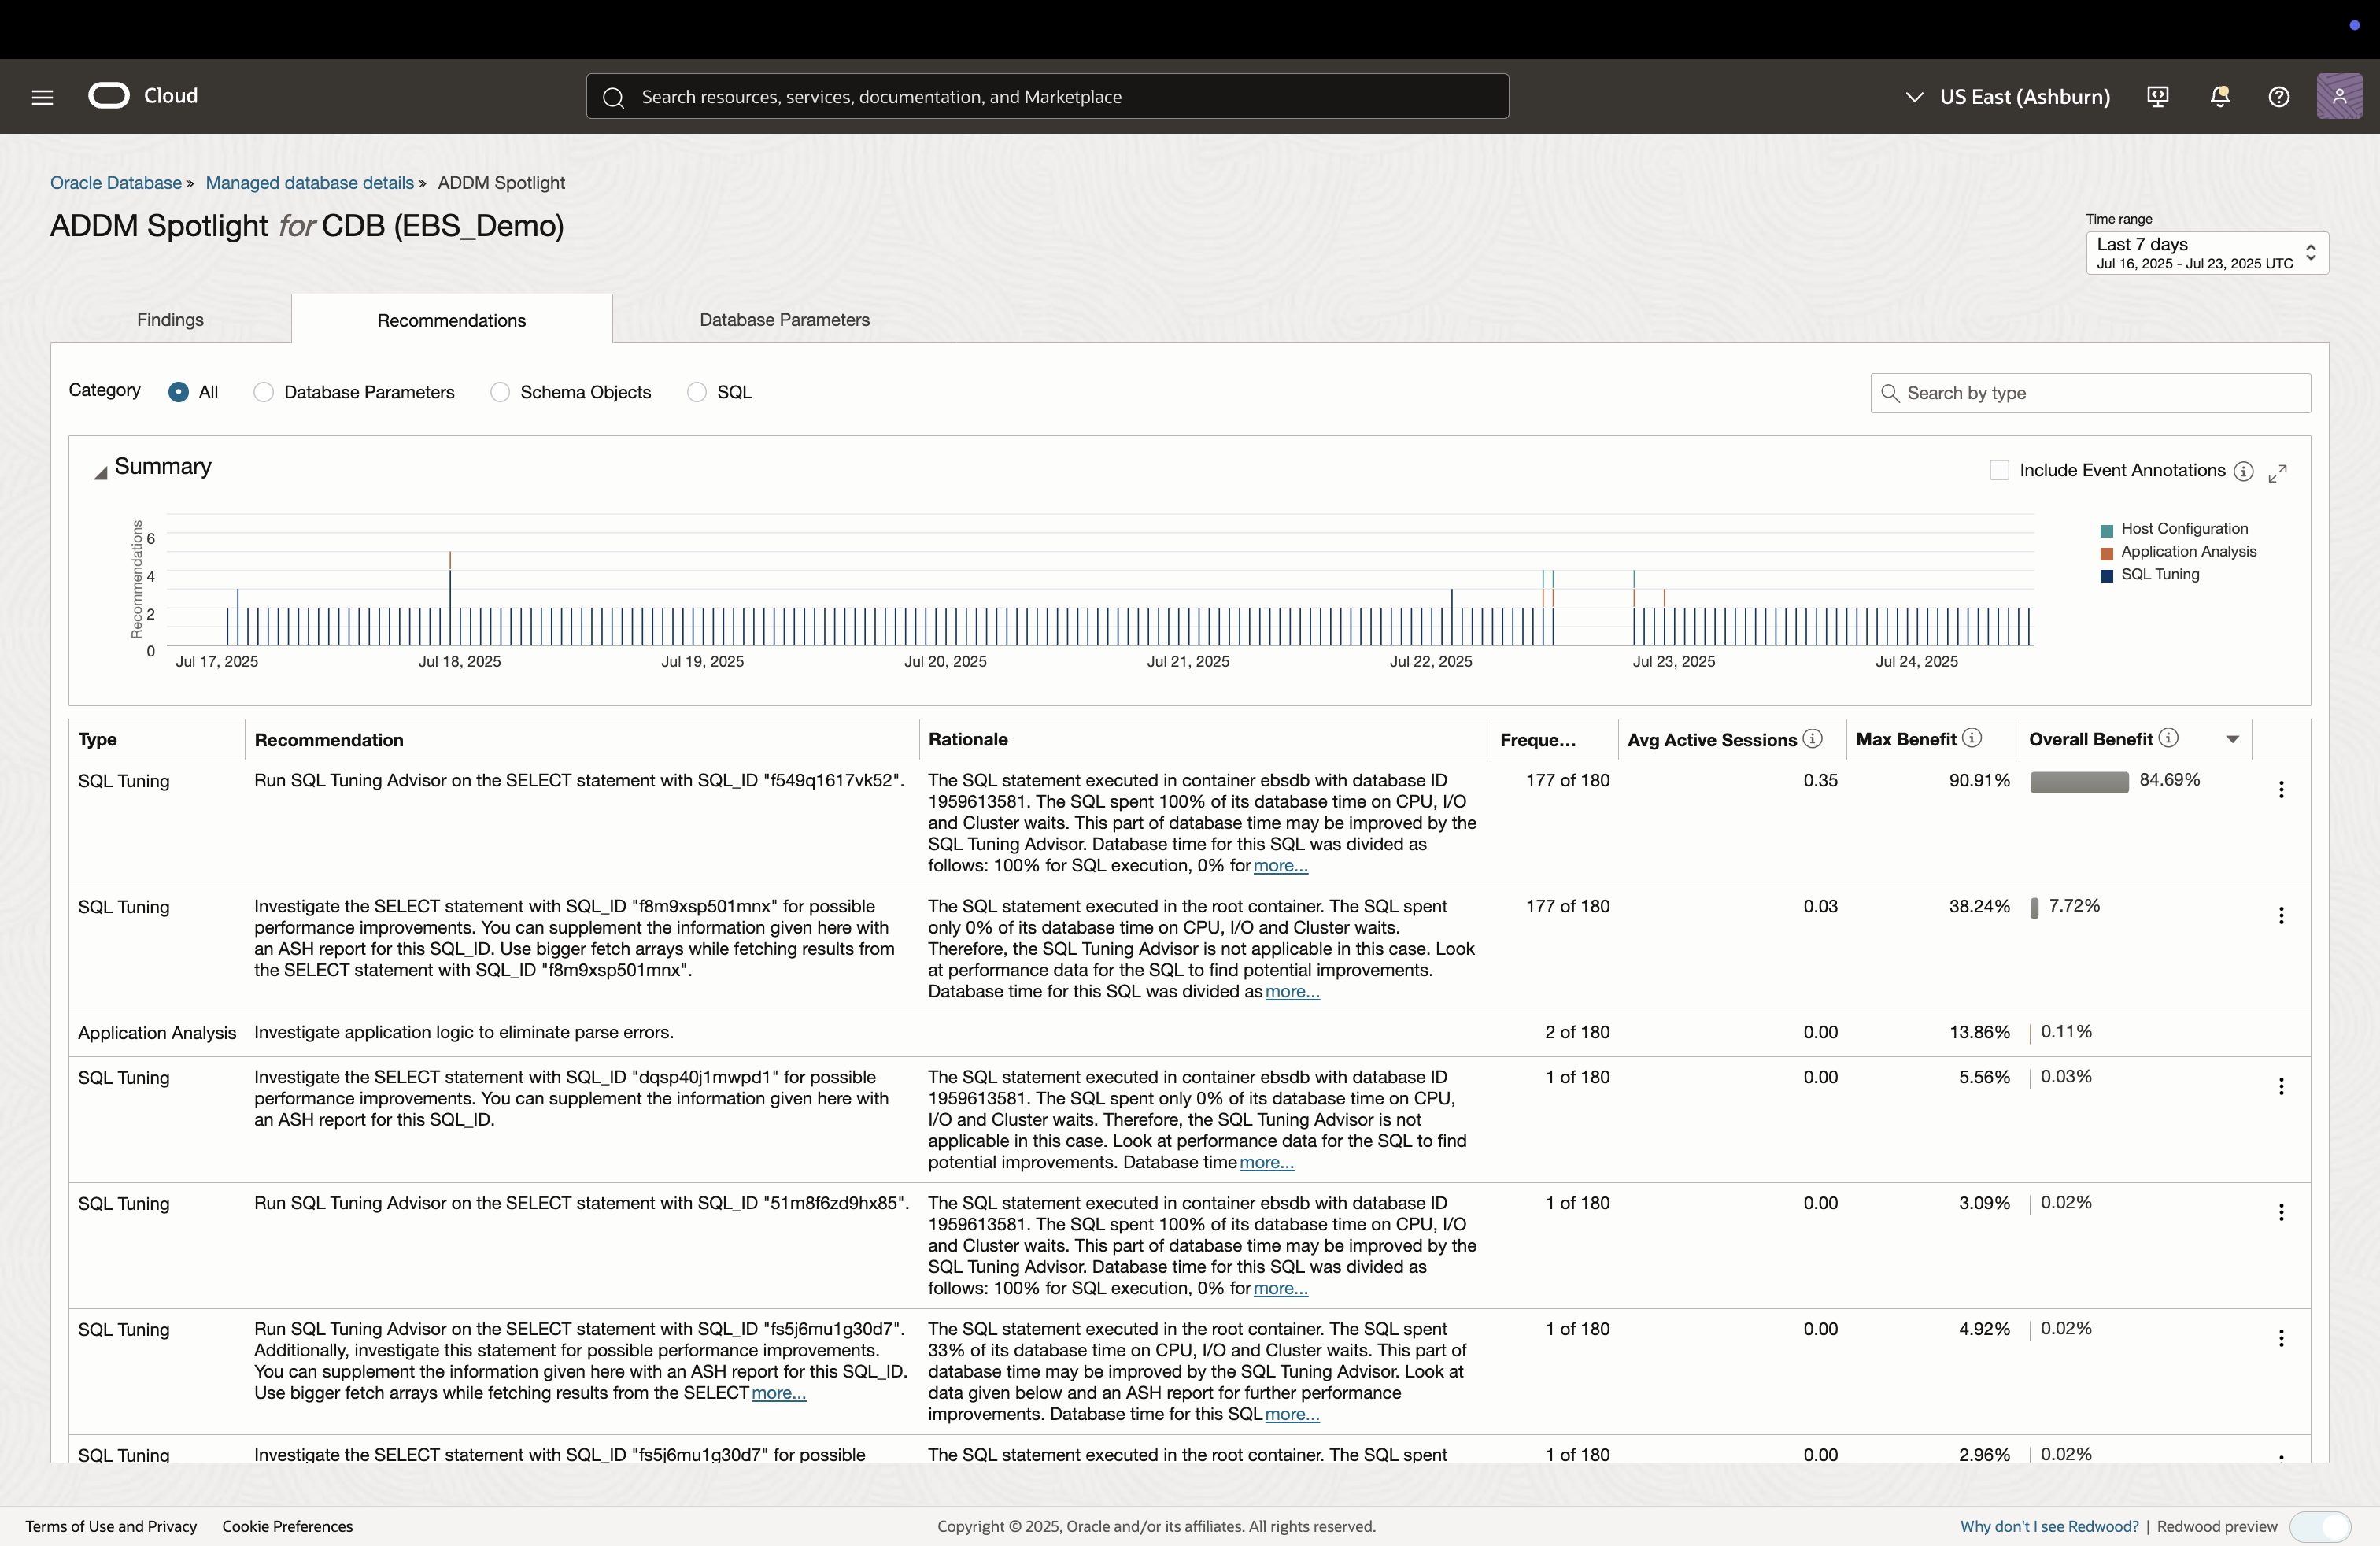 Cloud
Search resources, services, documentation, and Marketplace
US East (Ashburn)
Oracle Database » Managed database details » ADDM Spotlight
ADDM Spotlight for CDB (EBS_Demo)
Time range
Last 7 days
Jul 16, 2025 - Jul 23, 2025 UTC
Findings
Recommendations
Database Parameters
Category
All
Database Parameters
Schema Objects
SQL
Search by type
Summary
Include Event Annotations
Recommendations
6
4
2
0
Jul 17, 2025
Jul 18, 2025
Jul 19, 2025
Jul 20, 2025
Jul 21, 2025
Jul 22, 2025
Jul 23, 2025
Jul 24, 2025
Host Configuration
Application Analysis
SQL Tuning
Type
Recommendation
Rationale
Freque...
Avg Active Sessions
Max Benefit
Overall Benefit
SQL Tuning
Run SQL Tuning Advisor on the SELECT statement with SQL_ID "f549q1617vk52".
The SQL statement executed in container ebsdb with database ID
1959613581. The SQL spent 100% of its database time on CPU, I/O
and Cluster waits. This part of database time may be improved by the
SQL Tuning Advisor. Database time for this SQL was divided as
follows: 100% for SQL execution, 0% for more...
177 of 180
0.35
90.91%
84.69%
SQL Tuning
Investigate the SELECT statement with SQL_ID "f8m9xsp501mnx" for possible
performance improvements. You can supplement the information given here with
an ASH report for this SQL_ID. Use bigger fetch arrays while fetching results from
the SELECT statement with SQL_ID "f8m9xsp501mnx".
The SQL statement executed in the root container. The SQL spent
only 0% of its database time on CPU, I/O and Cluster waits.
Therefore, the SQL Tuning Advisor is not applicable in this case. Look
at performance data for the SQL to find potential improvements.
Database time for this SQL was divided as more...
177 of 180
0.03
38.24%
7.72%
Application Analysis
Investigate application logic to eliminate parse errors.
2 of 180
0.00
13.86%
0.11%
SQL Tuning
Investigate the SELECT statement with SQL_ID "dqsp40j1mwpd1" for possible
performance improvements. You can supplement the information given here with
an ASH report for this SQL_ID.
The SQL statement executed in container ebsdb with database ID
1959613581. The SQL spent only 0% of its database time on CPU,
I/O and Cluster waits. Therefore, the SQL Tuning Advisor is not
applicable in this case. Look at performance data for the SQL to find
potential improvements. Database time more...
1 of 180
0.00
5.56%
0.03%
SQL Tuning
Run SQL Tuning Advisor on the SELECT statement with SQL_ID "51m8f6zd9hx85".
The SQL statement executed in container ebsdb with database ID
1959613581. The SQL spent 100% of its database time on CPU, I/O
and Cluster waits. This part of database time may be improved by the
SQL Tuning Advisor. Database time for this SQL was divided as
follows: 100% for SQL execution, 0% for more...
1 of 180
0.00
3.09%
0.02%
SQL Tuning
Run SQL Tuning Advisor on the SELECT statement with SQL_ID "fs5j6mu1g30d7".
Additionally, investigate this statement for possible performance improvements.
You can supplement the information given here with an ASH report for this SQL_ID.
Use bigger fetch arrays while fetching results from the SELECT more...
The SQL statement executed in the root container. The SQL spent
33% of its database time on CPU, I/O and Cluster waits. This part of
database time may be improved by the SQL Tuning Advisor. Look at
data given below and an ASH report for further performance
improvements. Database time for this SQL more...
1 of 180
0.00
4.92%
0.02%
SQL Tuning
Investigate the SELECT statement with SQL_ID "fs5j6mu1g30d7" for possible
The SQL statement executed in the root container. The SQL spent
1 of 180
0.00
2.96%
0.02%
Terms of Use and Privacy
Cookie Preferences
Copyright © 2025, Oracle and/or its affiliates. All rights reserved.
Why don't I see Redwood? | Redwood preview